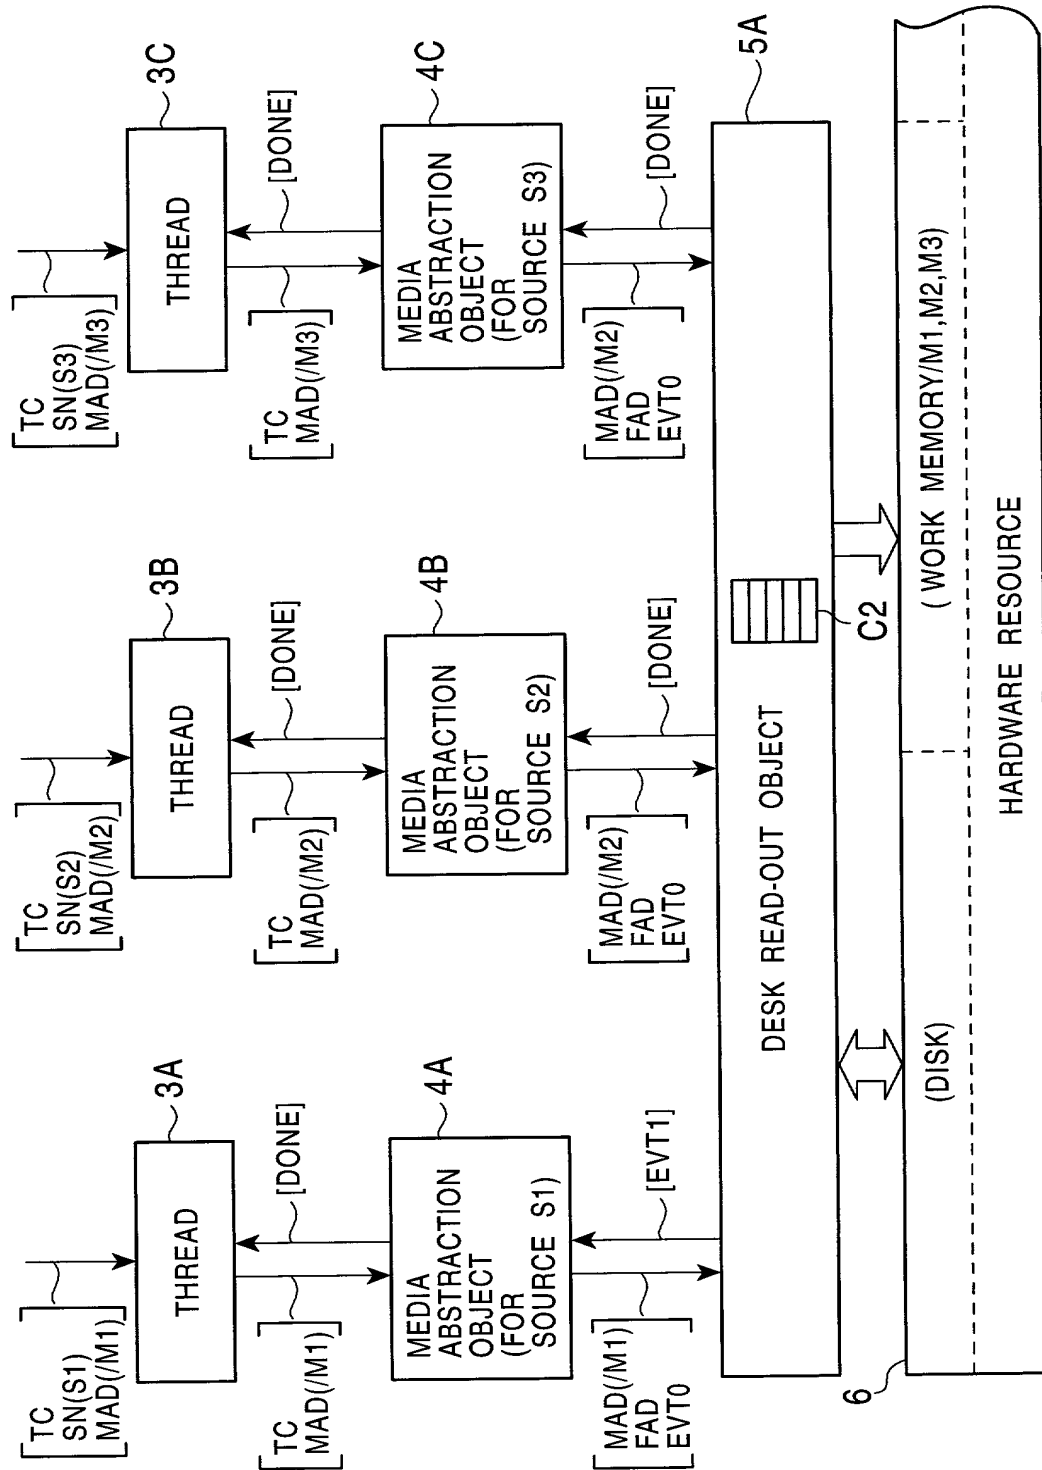 TC
SN(S1)
MAD(/M1)
3A
THREAD
TC
MAD(/M1)
[DONE]
4A
MEDIA
ABSTRACTION
OBJECT
(FOR
SOURCE S1)
MAD(/M1)
FAD
EVT0
[EVT1]
TC
SN(S2)
MAD(/M2)
3B
THREAD
TC
MAD(/M2)
[DONE]
4B
MEDIA
ABSTRACTION
OBJECT
(FOR
SOURCE S2)
MAD(/M2)
FAD
EVT0
[DONE]
TC
SN(S3)
MAD(/M3)
3C
THREAD
TC
MAD(/M3)
[DONE]
4C
MEDIA
ABSTRACTION
OBJECT
(FOR
SOURCE S3)
MAD(/M2)
FAD
EVT0
[DONE]
5A
DESK READ-OUT OBJECT
C2
6
(DISK)
(WORK MEMORY/M1,M2,M3)
HARDWARE RESOURCE